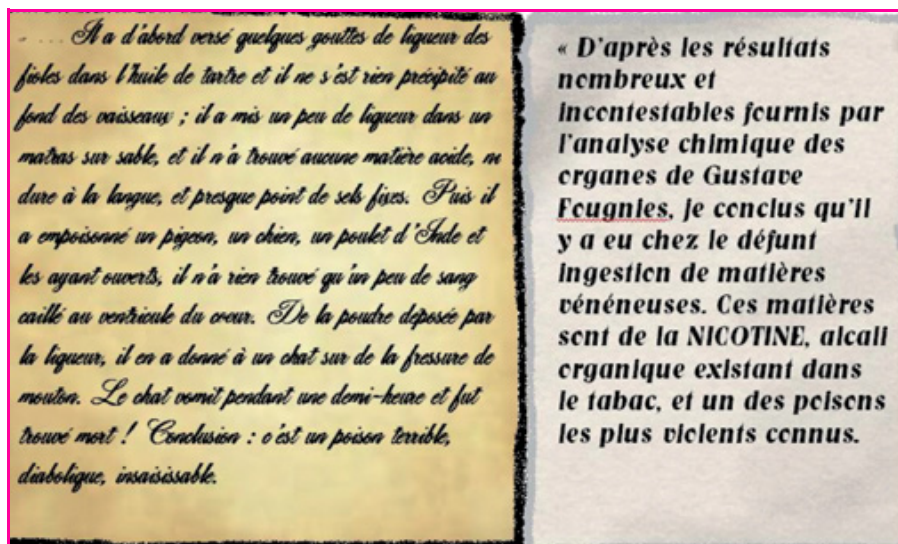 - .... Il a d'abord versé quelques gouttes de liqueur des
fioles dans l'huile de tartre et il ne s'est rien précipité au
fond des vaisseaux ; il a mis un peu de liqueur dans un
matras sur sable, et il n'a trouvé aucune matière acide, ni
dure à la langue, et presque point de sels fixes. Puis il
a empoisonné un pigeon, un chien, un poulet d'Inde et
les ayant ouverts, il n'a rien trouvé qu'un peu de sang
caillé au ventricule du cœur. De la poudre déposée par
la liqueur, il en a donné à un chat sur de la fressure de
mouton. Le chat vomit pendant une demi-heure et fut
trouvé mort ! Conclusion : c'est un poison terrible,
diabolique, insaisissable.
« D'après les résultats
nombreux et
incontestables fournis par
l'analyse chimique des
organes de Gustave
Fougnies, je conclus qu'il
y a eu chez le défunt
ingestion de matières
vénéneuses. Ces matières
sont de la NICOTINE, alcali
organique existant dans
le tabac, et un des poisons
les plus violents connus.